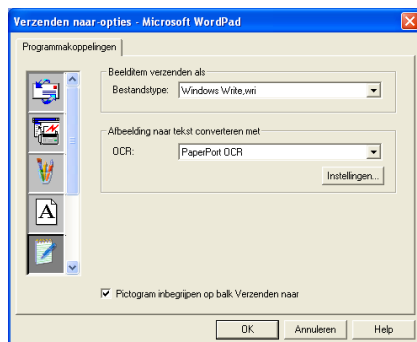 Verzenden naar-opties - Microsoft WordPad
Programmakoppelingen
Beelditem verzenden als
Bestandstype: Windows Write,wri
Afbeelding naar tekst converteren met
OCR: PaperPort OCR
Instellingen...
A
Pictogram inbegrijpen op balk Verzenden naar
OK Annuleren Help